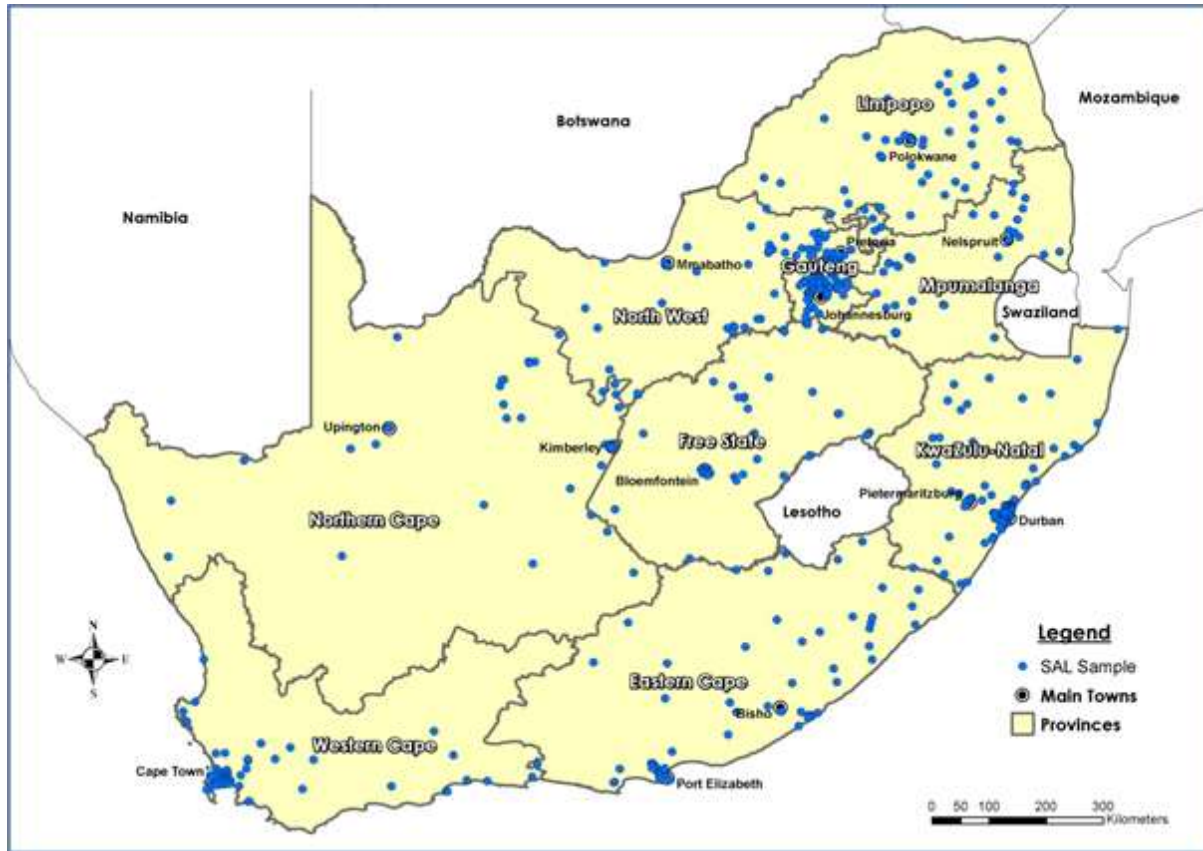 Mozambique
Limpopo
Botswana
Polokwane
Namibia
Pretoria
Nelspruit
Mmabatho
Gauteng
Mpumalanga
Swaziland
North West
Johannesburg
Upington
Kimberley
Free State
KwaZulu-Natal
Bloemfontein
Pietermaritzburg
Lesotho
Durban
Northern Cape
N
W E
S
Legend
SAL Sample
Main Towns
Provinces
Eastern Cape
Bisho
Western Cape
Cape Town
Port Elizabeth
0 50 100 200 300
Kilometers